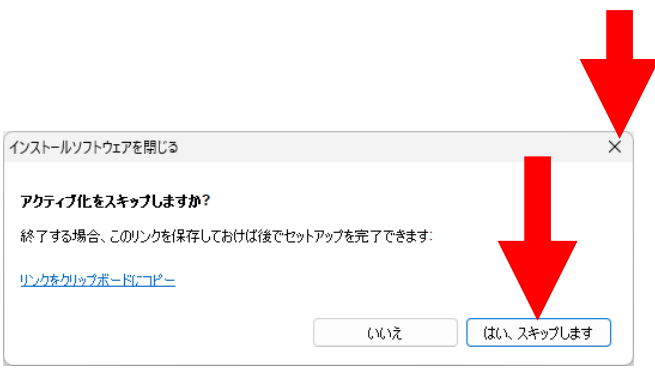 インストールソフトウェアを閉じる
アクティブ化をスキップしますか?
終了する場合、このリンクを保存しておけば後でセットアップを完了できます:
リンクをクリップボードにコピー
いいえ
はい、スキップします